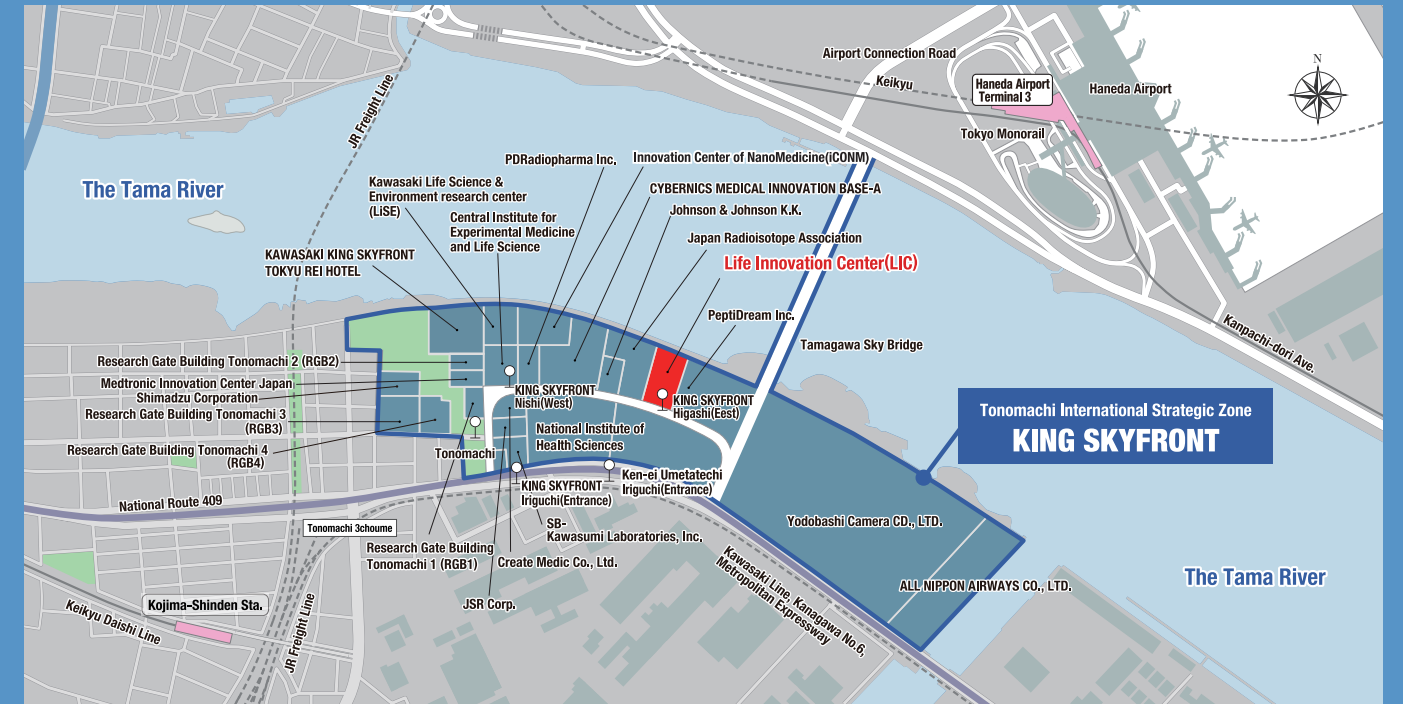 N
Airport Connection Road
Keikyu
Haneda Airport
Terminal 3
Haneda Airport
Tokyo Monorail
JR Freight Line
The Tama River
PDRadiopharma Inc.
Innovation Center of NanoMedicine(iCONM)
Kawasaki Life Science &
Environment research center
(LiSE)
CYBERNICS MEDICAL INNOVATION BASE-A
Central Institute for
Experimental Medicine
and Life Science
Johnson & Johnson K.K.
Japan Radioisotope Association
KAWASAKI KING SKYFRONT
TOKYU REI HOTEL
Life Innovation Center(LIC)
PeptiDream Inc.
Kanpachi-dori Ave.
Tamagawa Sky Bridge
Research Gate Building Tonomachi 2 (RGB2)
Medtronic Innovation Center Japan
Shimadzu Corporation
Research Gate Building Tonomachi 3
(RGB3)
Research Gate Building Tonomachi 4
(RGB4)
KING SKYFRONT
Nishi(West)
KING SKYFRONT
Higashi(Eest)
National Institute of
Health Sciences
Tonomachi
Tonomachi International Strategic Zone
KING SKYFRONT
Ken-ei Umetatechi
Iriguchi(Entrance)
KING SKYFRONT
Iriguchi(Entrance)
National Route 409
Tonomachi 3choume
SB-
Kawasumi Laboratories, Inc.
Research Gate Building
Tonomachi 1 (RGB1)
Create Medic Co., Ltd.
JSR Corp.
Yodobashi Camera CD., LTD.
ALL NIPPON AIRWAYS CO., LTD.
Kawasaki Line, Kanagawa No.6,
Metropolitan Expressway
The Tama River
Kojima-Shinden Sta.
Keikyu Daishi Line
JR Freight Line